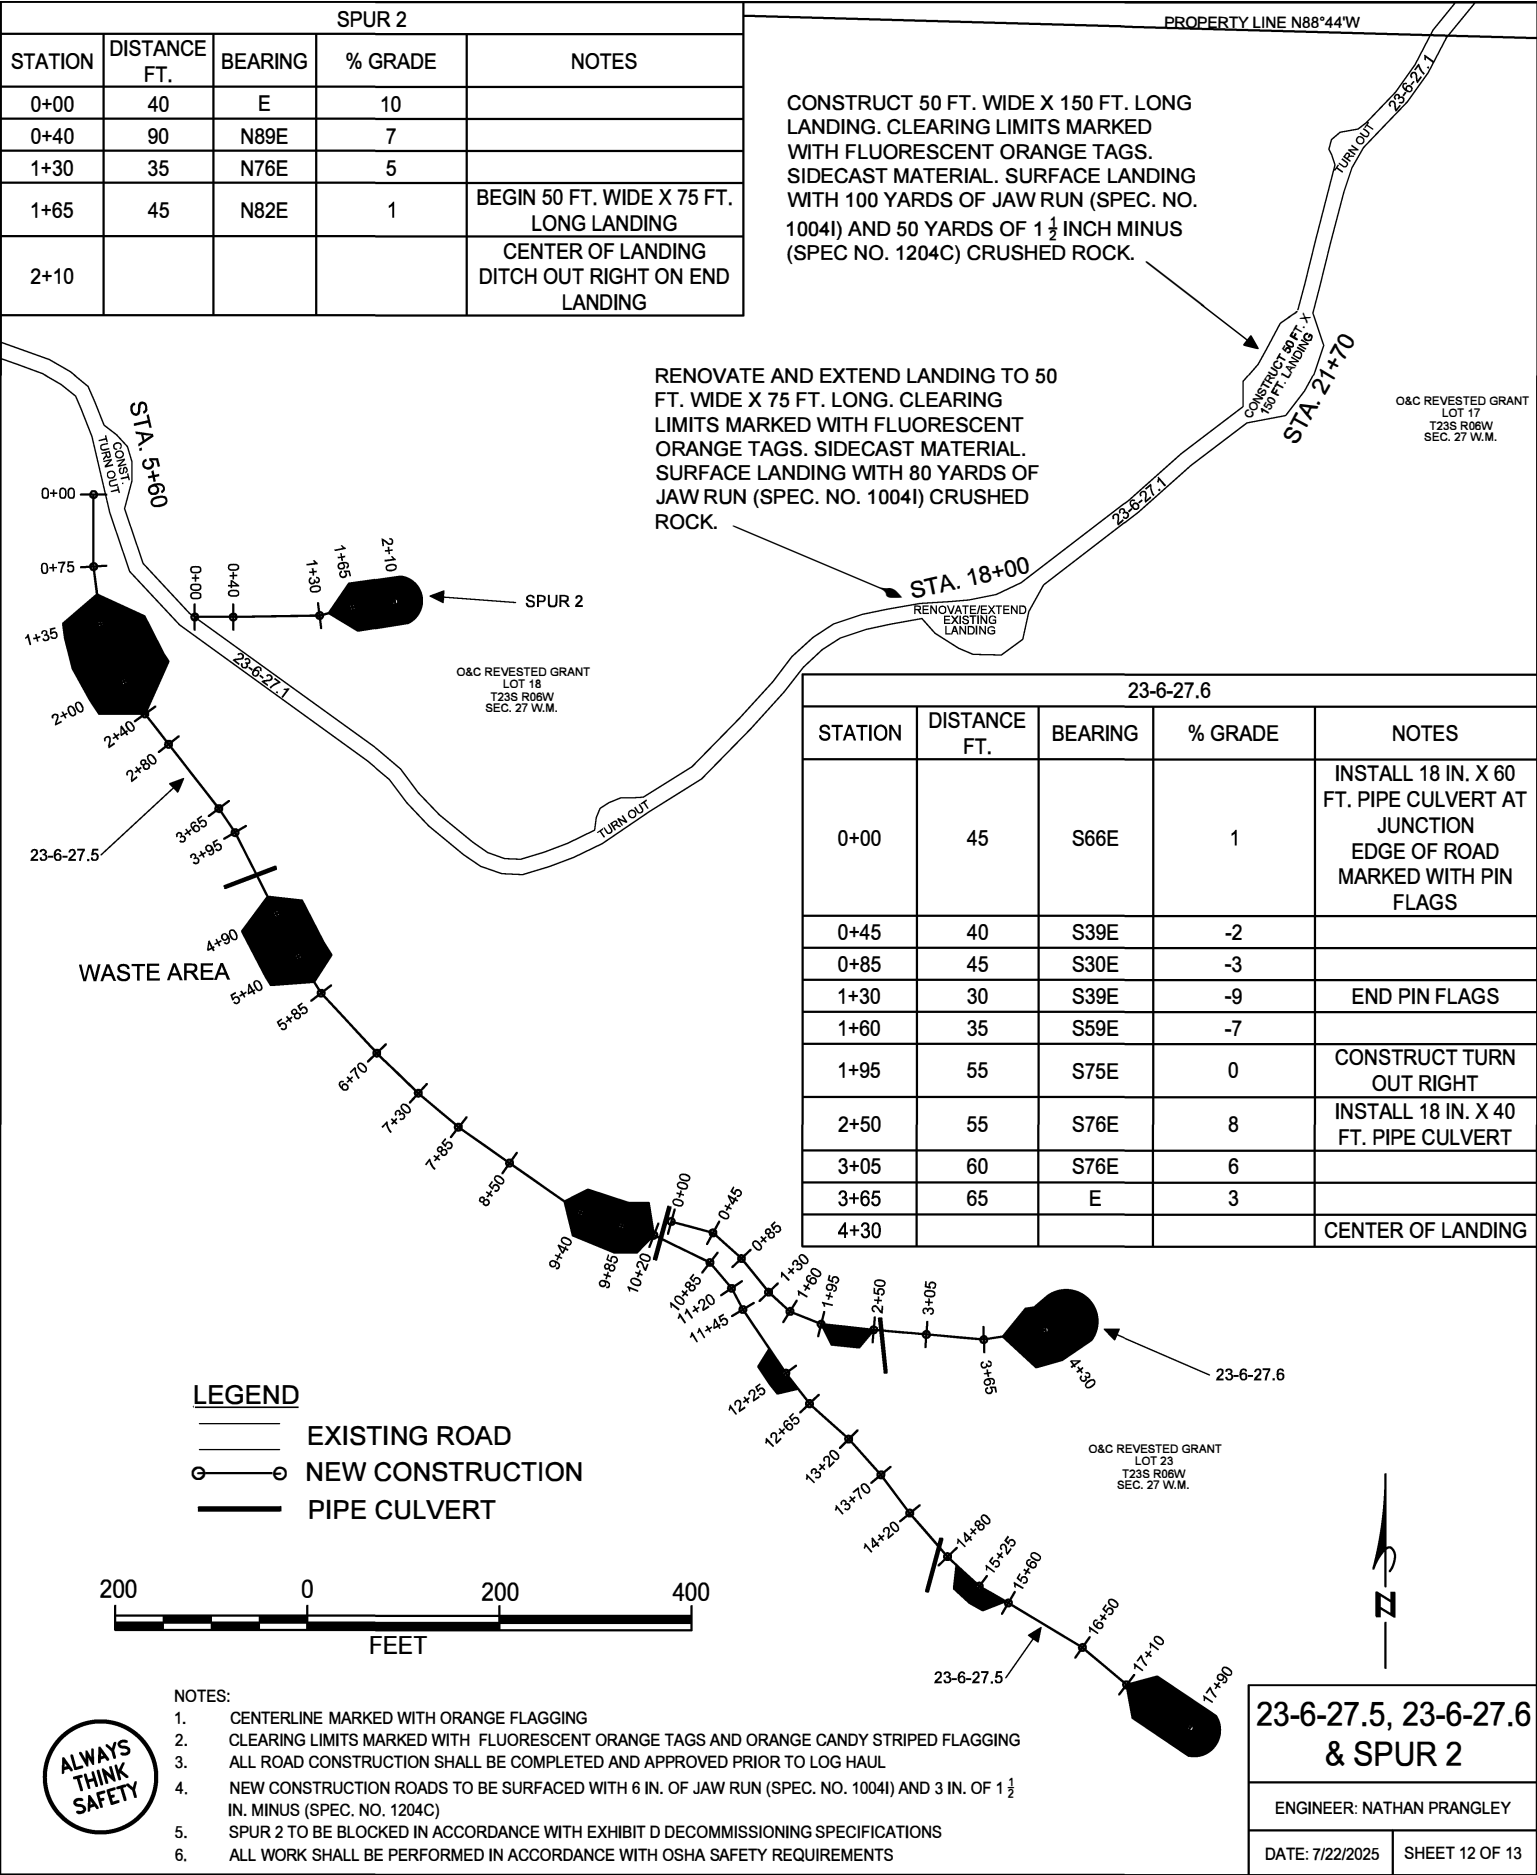 SPUR 2
STATION DISTANCE FT. BEARING % GRADE NOTES
0+00 40 E 10
0+40 90 N89E 7
1+30 35 N76E 5
1+65 45 N82E 1 BEGIN 50 FT. WIDE X 75 FT. LONG LANDING
2+10 CENTER OF LANDING DITCH OUT RIGHT ON END LANDING
PROPERTY LINE N88°44'W
23-6-27.1
TURN OUT
CONSTRUCT 50 FT. WIDE X 150 FT. LONG
LANDING. CLEARING LIMITS MARKED
WITH FLUORESCENT ORANGE TAGS.
SIDECAST MATERIAL. SURFACE LANDING
WITH 100 YARDS OF JAW RUN (SPEC. NO.
1004I) AND 50 YARDS OF 1 1/2 INCH MINUS
(SPEC NO. 1204C) CRUSHED ROCK.
CONSTRUCT 50 FT. X
150 FT. LANDING
STA. 21+70
O&C REVESTED GRANT
LOT 17
T23S R06W
SEC. 27 W.M.
RENOVATE AND EXTEND LANDING TO 50
FT. WIDE X 75 FT. LONG. CLEARING
LIMITS MARKED WITH FLUORESCENT
ORANGE TAGS. SIDECAST MATERIAL.
SURFACE LANDING WITH 80 YARDS OF
JAW RUN (SPEC. NO. 1004I) CRUSHED
ROCK.
23-6-27.1
STA. 18+00
RENOVATE/EXTEND
EXISTING
LANDING
STA. 5+60
CONST.
TURN OUT
0+00
0+75
1+35
2+00
2+40
2+80
3+65
3+95
4+90
5+40
5+85
6+70
7+30
7+85
8+50
9+40
9+85
10+20
10+85
11+20
11+45
12+25
12+65
13+20
13+70
14+20
14+80
15+25
15+60
16+50
17+10
17+90
0+00
0+40
1+30
1+65
2+10
SPUR 2
23-6-27.1
O&C REVESTED GRANT
LOT 18
T23S R06W
SEC. 27 W.M.
TURN OUT
23-6-27.5
WASTE AREA
23-6-27.6
STATION DISTANCE FT. BEARING % GRADE NOTES
0+00 45 S66E 1 INSTALL 18 IN. X 60 FT. PIPE CULVERT AT JUNCTION EDGE OF ROAD MARKED WITH PIN FLAGS
0+45 40 S39E -2
0+85 45 S30E -3
1+30 30 S39E -9 END PIN FLAGS
1+60 35 S59E -7
1+95 55 S75E 0 CONSTRUCT TURN OUT RIGHT
2+50 55 S76E 8 INSTALL 18 IN. X 40 FT. PIPE CULVERT
3+05 60 S76E 6
3+65 65 E 3
4+30 CENTER OF LANDING
0+00
0+45
0+85
1+30
1+60
1+95
2+50
3+05
3+65
4+30
23-6-27.6
O&C REVESTED GRANT
LOT 23
T23S R06W
SEC. 27 W.M.
23-6-27.5
LEGEND
EXISTING ROAD
NEW CONSTRUCTION
PIPE CULVERT
200 0 200 400
FEET
N
NOTES:
1. CENTERLINE MARKED WITH ORANGE FLAGGING
2. CLEARING LIMITS MARKED WITH FLUORESCENT ORANGE TAGS AND ORANGE CANDY STRIPED FLAGGING
3. ALL ROAD CONSTRUCTION SHALL BE COMPLETED AND APPROVED PRIOR TO LOG HAUL
4. NEW CONSTRUCTION ROADS TO BE SURFACED WITH 6 IN. OF JAW RUN (SPEC. NO. 1004I) AND 3 IN. OF 1 1/2
IN. MINUS (SPEC. NO. 1204C)
5. SPUR 2 TO BE BLOCKED IN ACCORDANCE WITH EXHIBIT D DECOMMISSIONING SPECIFICATIONS
6. ALL WORK SHALL BE PERFORMED IN ACCORDANCE WITH OSHA SAFETY REQUIREMENTS
ALWAYS
THINK
SAFETY
23-6-27.5, 23-6-27.6
& SPUR 2
ENGINEER: NATHAN PRANGLEY
DATE: 7/22/2025 SHEET 12 OF 13